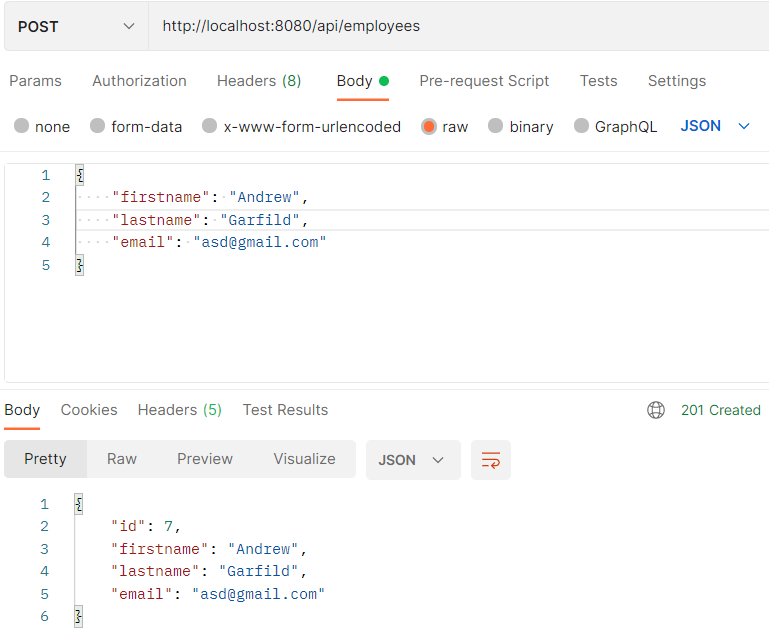 POST http://localhost:8080/api/employees
Params Authorization Headers (8) Body Pre-request Script Tests Settings
none form-data x-www-form-urlencoded raw binary GraphQL JSON
1 {
2 "firstname": "Andrew",
3 "lastname": "Garfild",
4 "email": "asd@gmail.com"
5 }
Body Cookies Headers (5) Test Results 201 Created
Pretty Raw Preview Visualize JSON
1 {
2 "id": 7,
3 "firstname": "Andrew",
4 "lastname": "Garfild",
5 "email": "asd@gmail.com"
6 }